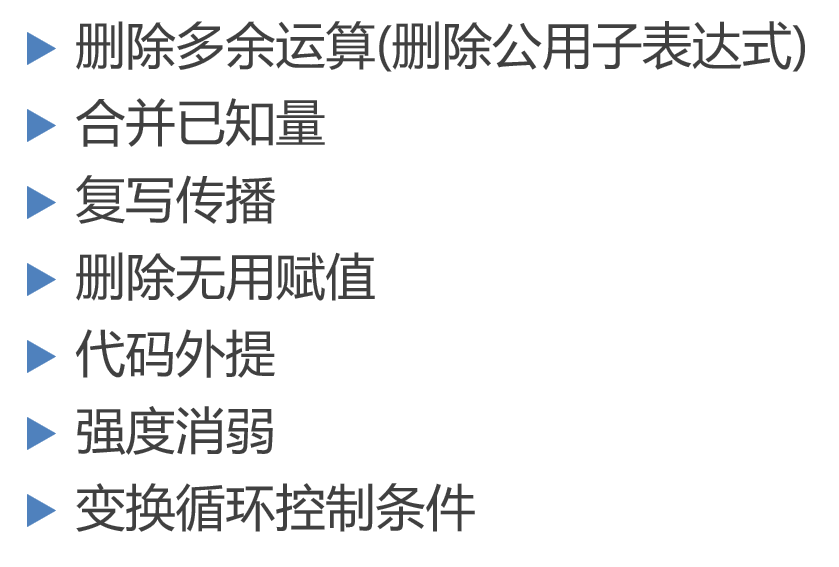 删除多余运算(删除公用子表达式)
合并已知量
复写传播
删除无用赋值
代码外提
强度消弱
变换循环控制条件